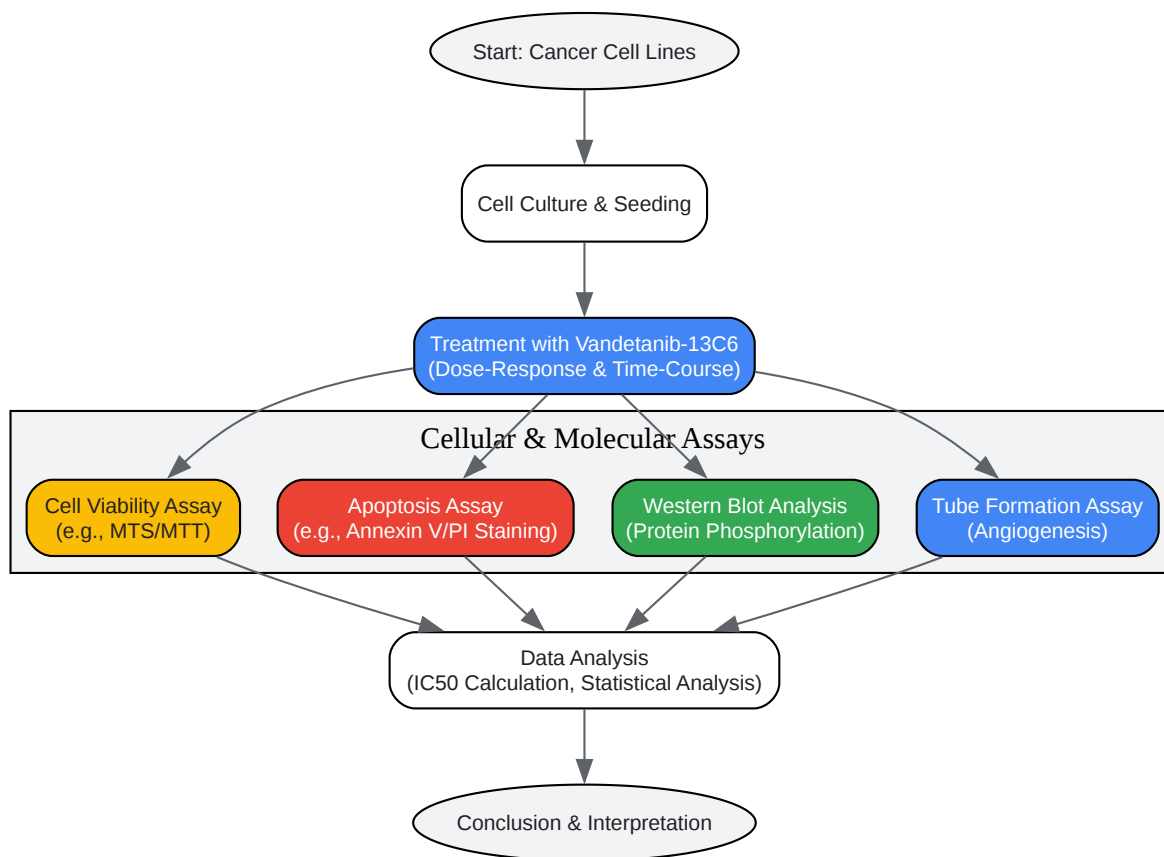 Start: Cancer Cell Lines
Cell Culture & Seeding
Treatment with Vandetanib-13C6
(Dose-Response & Time-Course)
Cellular & Molecular Assays
Cell Viability Assay
(e.g., MTS/MTT)
Apoptosis Assay
(e.g., Annexin V/PI Staining)
Western Blot Analysis
(Protein Phosphorylation)
Tube Formation Assay
(Angiogenesis)
Data Analysis
(IC50 Calculation, Statistical Analysis)
Conclusion & Interpretation